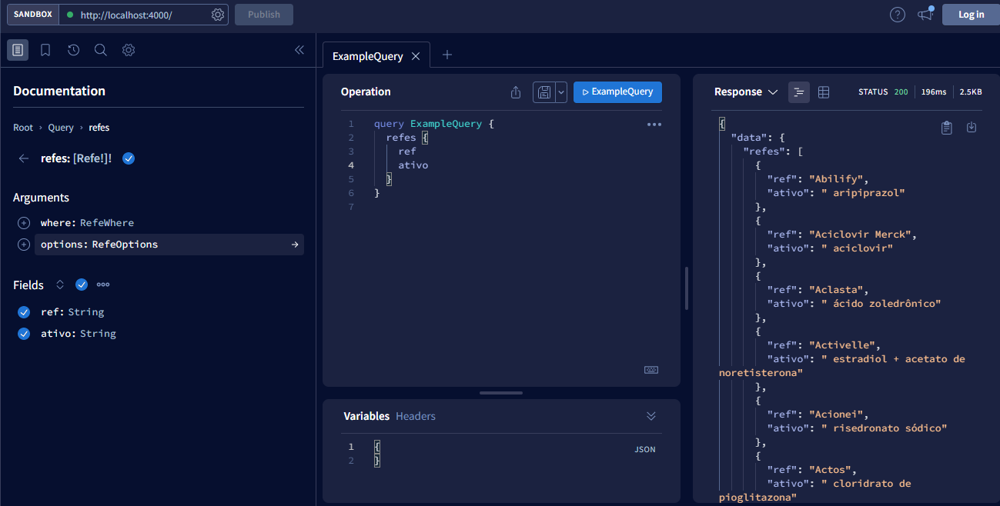 SANDBOX http://localhost:4000/ Publish Log in
Documentation
Root › Query › refes
refes: [Refe!]!
Arguments
where: RefeWhere
options: RefeOptions
Fields
ref: String
ativo: String
ExampleQuery
Operation
ExampleQuery
1 query ExampleQuery {
2 refes {
3 ref
4 ativo
5 }
6 }
7
Variables Headers
JSON
1 {
2 }
Response STATUS 200 196ms 2.5KB
{
"data": {
"refes": [
{
"ref": "Abilify",
"ativo": " aripiprazol"
},
{
"ref": "Aciclovir Merck",
"ativo": " aciclovir"
},
{
"ref": "Aclasta",
"ativo": " ácido zoledrônico"
},
{
"ref": "Activelle",
"ativo": " estradiol + acetato de
noretisterona"
},
{
"ref": "Acionei",
"ativo": " risedronato sódico"
},
{
"ref": "Actos",
"ativo": " cloridrato de
pioglitazona"